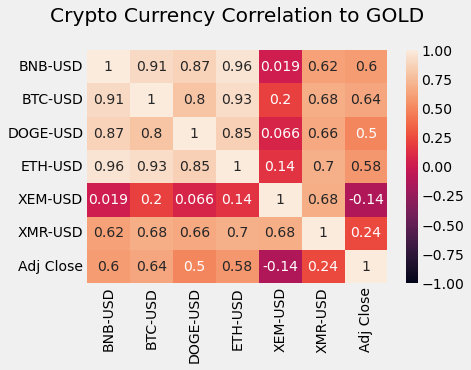 Crypto Currency Correlation to GOLD
BNB-USD 1 0.91 0.87 0.96 0.019 0.62 0.6
BTC-USD 0.91 1 0.8 0.93 0.2 0.68 0.64
DOGE-USD 0.87 0.8 1 0.85 0.066 0.66 0.5
ETH-USD 0.96 0.93 0.85 1 0.14 0.7 0.58
XEM-USD 0.019 0.2 0.066 0.14 1 0.68 -0.14
XMR-USD 0.62 0.68 0.66 0.7 0.68 1 0.24
Adj Close 0.6 0.64 0.5 0.58 -0.14 0.24 1
BNB-USD BTC-USD DOGE-USD ETH-USD XEM-USD XMR-USD Adj Close
1.00
0.75
0.50
0.25
0.00
−0.25
−0.50
−0.75
−1.00